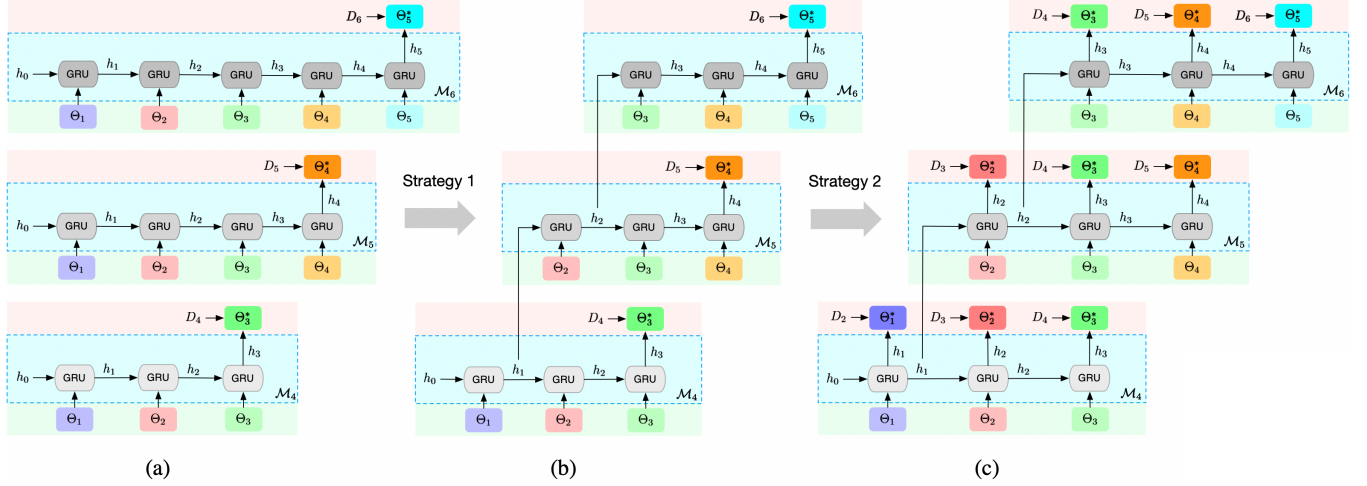 D₆ Θ₅*
h₅
h₀ GRU h₁ GRU h₂ GRU h₃ GRU h₄ GRU
ℳ₆
Θ₁ Θ₂ Θ₃ Θ₄ Θ₅
D₅ Θ₄*
h₄
h₀ GRU h₁ GRU h₂ GRU h₃ GRU
ℳ₅
Θ₁ Θ₂ Θ₃ Θ₄
D₄ Θ₃*
h₃
h₀ GRU h₁ GRU h₂ GRU
ℳ₄
Θ₁ Θ₂ Θ₃
(a)
Strategy 1
D₆ Θ₅*
h₅
GRU h₃ GRU h₄ GRU
ℳ₆
Θ₃ Θ₄ Θ₅
D₅ Θ₄*
h₄
h₂
GRU GRU h₃ GRU
ℳ₅
Θ₂ Θ₃ Θ₄
D₄ Θ₃*
h₃
h₀ GRU h₁ GRU h₂ GRU
ℳ₄
Θ₁ Θ₂ Θ₃
(b)
Strategy 2
D₄ Θ₃* D₅ Θ₄* D₆ Θ₅*
h₃ h₄ h₅
GRU h₃ GRU h₄ GRU
ℳ₆
Θ₃ Θ₄ Θ₅
D₃ Θ₂* D₄ Θ₃* D₅ Θ₄*
h₂ h₃ h₄
GRU h₂ GRU h₃ GRU
ℳ₅
Θ₂ Θ₃ Θ₄
D₂ Θ₁* D₃ Θ₂* D₄ Θ₃*
h₁ h₂ h₃
h₀ GRU h₁ GRU h₂ GRU
ℳ₄
Θ₁ Θ₂ Θ₃
(c)